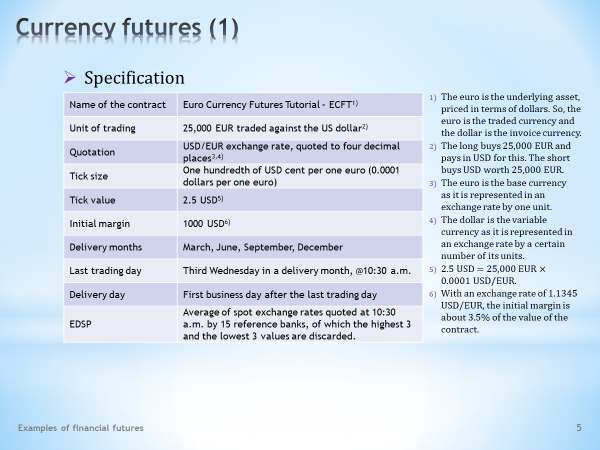 Currency futures (1)
➢ Specification
Name of the contract
Euro Currency Futures Tutorial – ECFT1)
Unit of trading
25,000 EUR traded against the US dollar2)
Quotation
USD/EUR exchange rate, quoted to four decimal
places3,4)
Tick size
One hundredth of USD cent per one euro (0.0001
dollars per one euro)
Tick value
2.5 USD5)
Initial margin
1000 USD6)
Delivery months
March, June, September, December
Last trading day
Third Wednesday in a delivery month, @10:30 a.m.
Delivery day
First business day after the last trading day
EDSP
Average of spot exchange rates quoted at 10:30
a.m. by 15 reference banks, of which the highest 3
and the lowest 3 values are discarded.
1) The euro is the underlying asset,
priced in terms of dollars. So, the
euro is the traded currency and
the dollar is the invoice currency.
2) The long buys 25,000 EUR and
pays in USD for this. The short
buys USD worth 25,000 EUR.
3) The euro is the base currency
as it is represented in an
exchange rate by one unit.
4) The dollar is the variable
currency as it is represented in
an exchange rate by a certain
number of its units.
5) 2.5 USD = 25,000 EUR ×
0.0001 USD/EUR.
6) With an exchange rate of 1.1345
USD/EUR, the initial margin is
about 3.5% of the value of the
contract.
Examples of financial futures
5